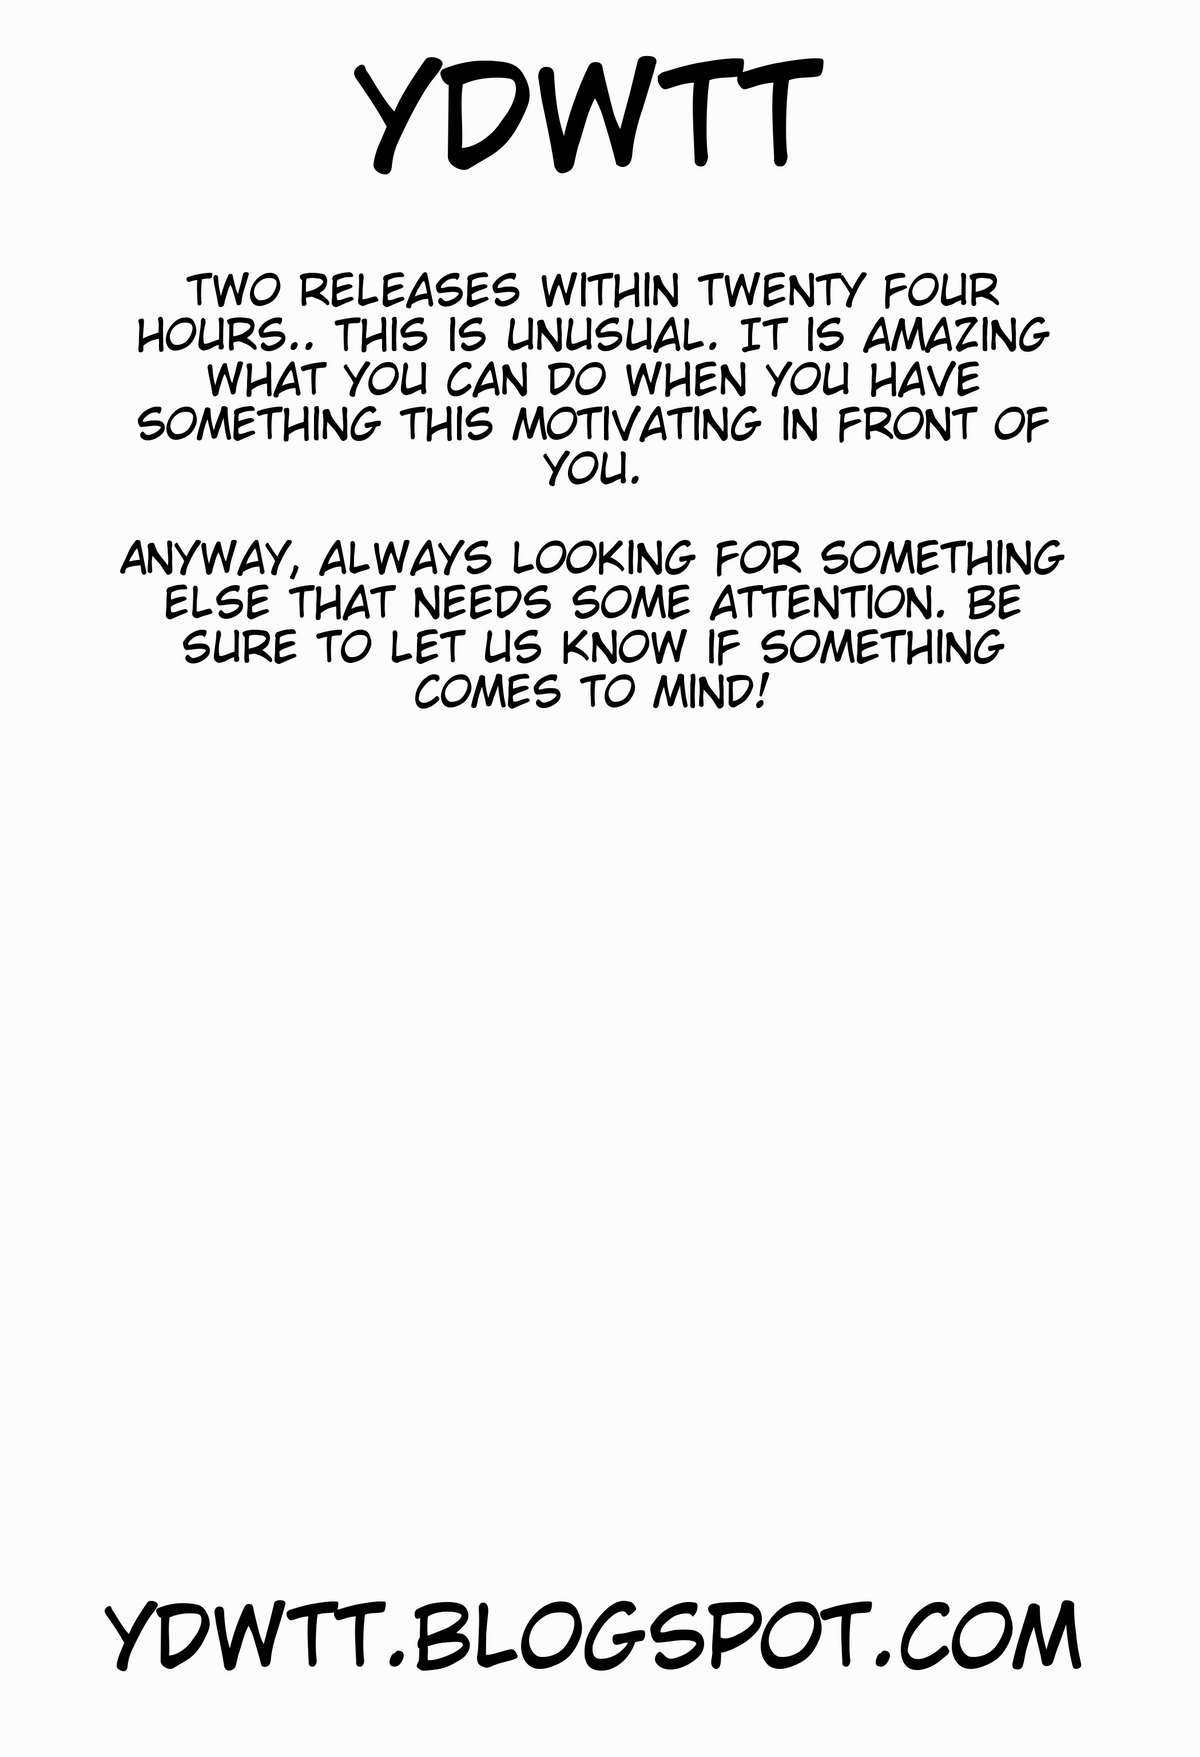 YDWTT
TWO RELEASES WITHIN TWENTY FOUR
HOURS.. THIS IS UNUSUAL. IT IS AMAZING
WHAT YOU CAN DO WHEN YOU HAVE
SOMETHING THIS MOTIVATING IN FRONT OF
YOU.
ANYWAY, ALWAYS LOOKING FOR SOMETHING
ELSE THAT NEEDS SOME ATTENTION. BE
SURE TO LET US KNOW IF SOMETHING
COMES TO MIND!
YDWTT.BLOGSPOT.COM